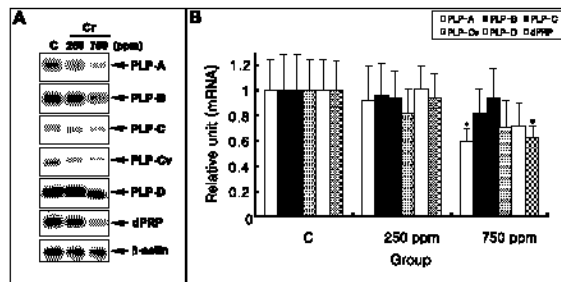 A
Cr
C 250 750 (ppm)
PLP-A
PLP-B
PLP-C
PLP-Cv
PLP-D
dPRP
β-actin
B
PLP-A PLP-B PLP-C
PLP-Cv PLP-D dPRP
Relative unit (mRNA)
1.2
1
0.8
0.6
0.4
0.2
0
* *
C 250 ppm 750 ppm
Group